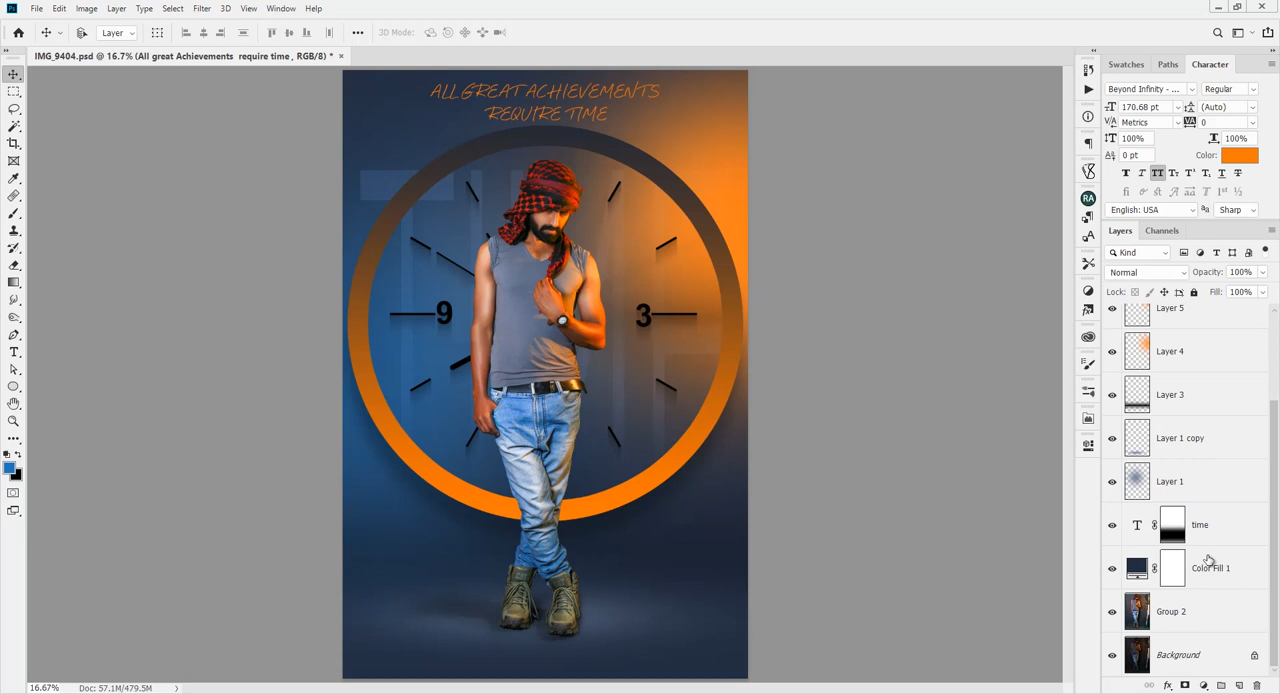 File Edit Image Layer Type Select Filter 3D View Window Help
Layer
3D Mode:
IMG_9404.psd @ 16.7% (All great Achievements require time , RGB/8) *
ALL GREAT ACHIEVEMENTS
REQUIRE TIME
TIME
9
3
Swatches Paths Character
Beyond Infinity - ... Regular
170.68 pt (Auto)
Metrics 0
100% 100%
0 pt Color:
English: USA Sharp
Layers Channels
Kind
Normal Opacity: 100%
Lock: Fill: 100%
Layer 5
Layer 4
Layer 3
Layer 1 copy
Layer 1
time
Color Fill 1
Group 2
Background
16.67% Doc: 57.1M/479.5M